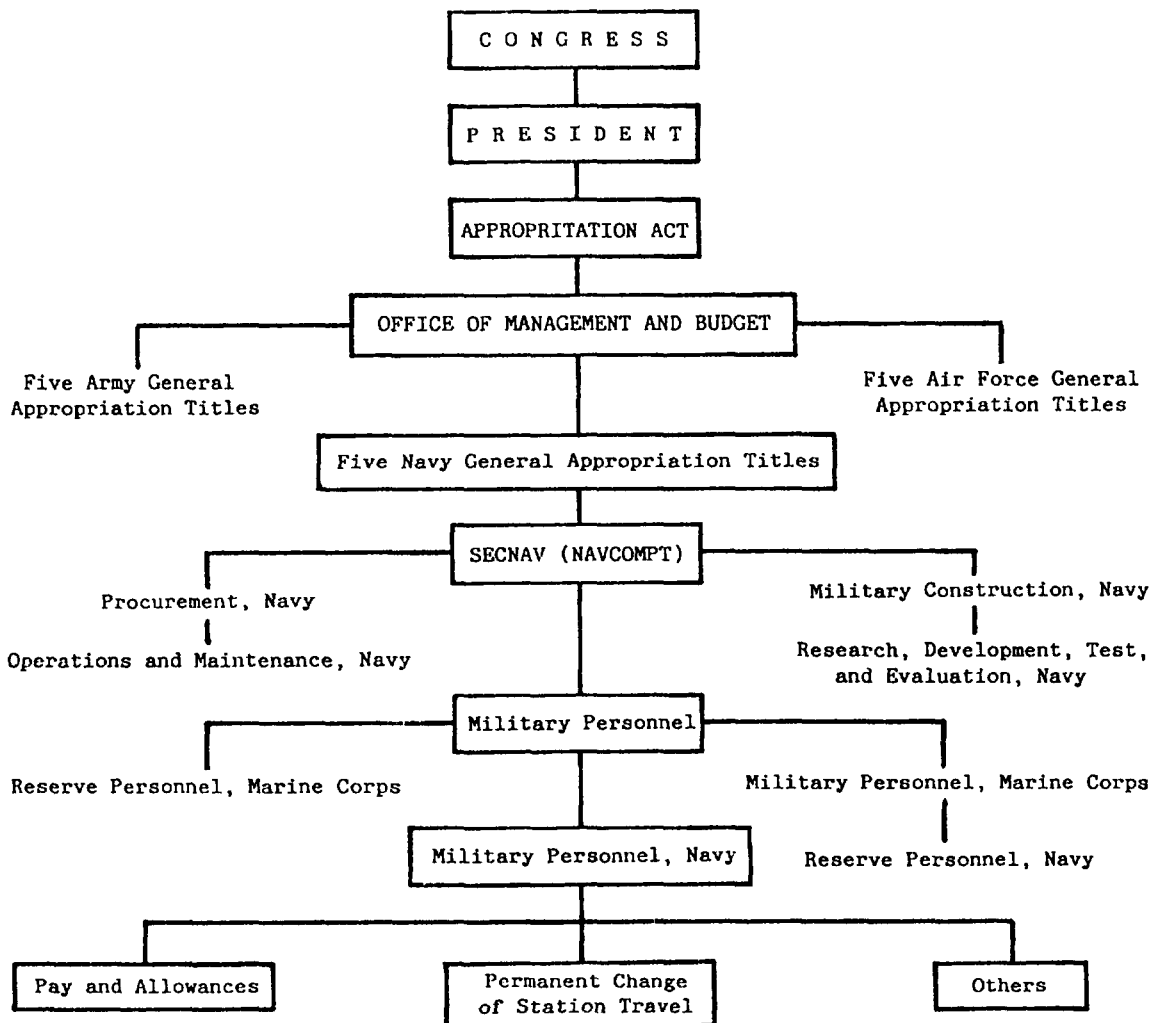 C O N G R E S S
P R E S I D E N T
APPROPRITATION ACT
OFFICE OF MANAGEMENT AND BUDGET
Five Army General
Appropriation Titles
Five Air Force General
Appropriation Titles
Five Navy General Appropriation Titles
SECNAV (NAVCOMPT)
Procurement, Navy
Operations and Maintenance, Navy
Military Construction, Navy
Research, Development, Test,
and Evaluation, Navy
Military Personnel
Reserve Personnel, Marine Corps
Military Personnel, Marine Corps
Military Personnel, Navy
Reserve Personnel, Navy
Pay and Allowances
Permanent Change
of Station Travel
Others